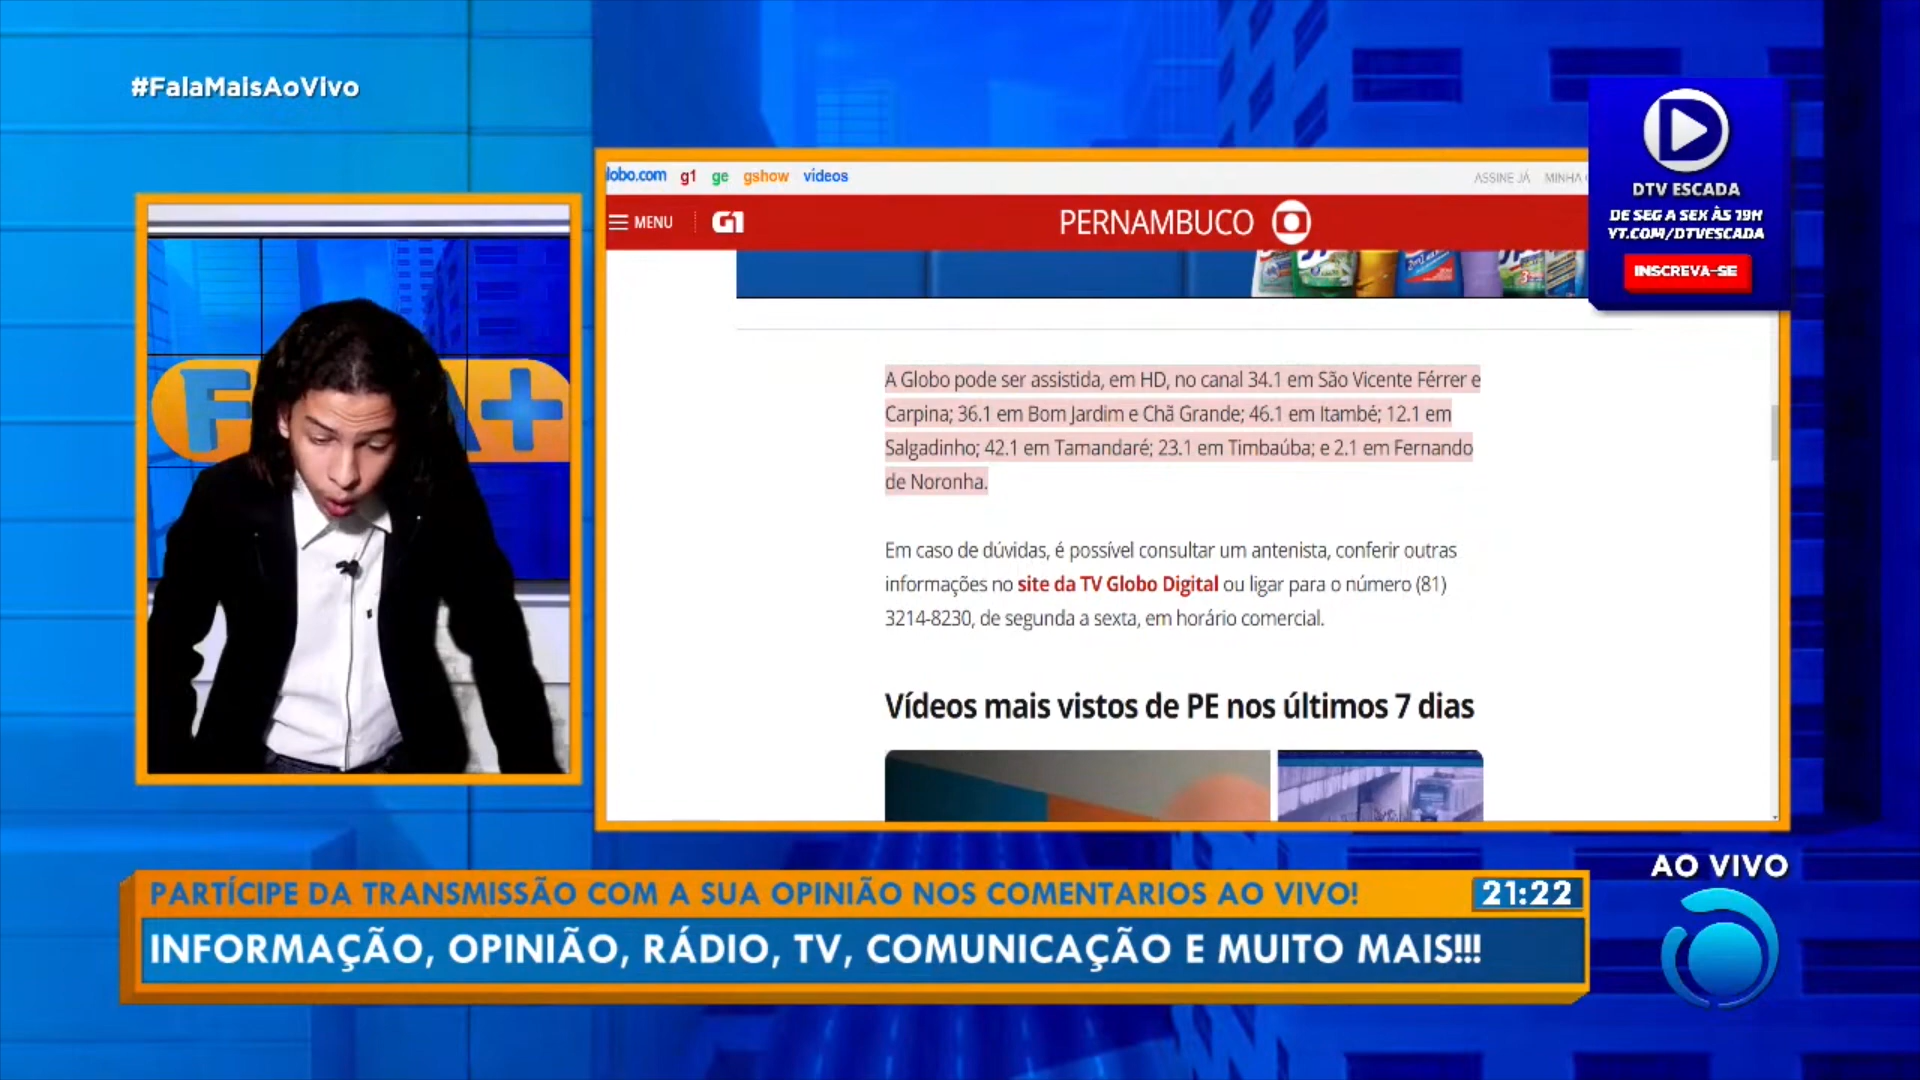 #FalaMaisAoVivo
DTV ESCADA
DE SEG A SEX ÀS 19H
YT.COM/DTVESCADA
INSCREVA-SE
lobo.com g1 ge gshow vídeos
ASSINE JÁ MINHA
MENU G1 PERNAMBUCO
A Globo pode ser assistida, em HD, no canal 34.1 em São Vicente Férrer e
Carpina; 36.1 em Bom Jardim e Chã Grande; 46.1 em Itambé; 12.1 em
Salgadinho; 42.1 em Tamandaré; 23.1 em Timbaúba; e 2.1 em Fernando
de Noronha.
Em caso de dúvidas, é possível consultar um antenista, conferir outras
informações no site da TV Globo Digital ou ligar para o número (81)
3214-8230, de segunda a sexta, em horário comercial.
Vídeos mais vistos de PE nos últimos 7 dias
PARTÍCIPE DA TRANSMISSÃO COM A SUA OPINIÃO NOS COMENTARIOS AO VIVO! 21:22
INFORMAÇÃO, OPINIÃO, RÁDIO, TV, COMUNICAÇÃO E MUITO MAIS!!!
AO VIVO